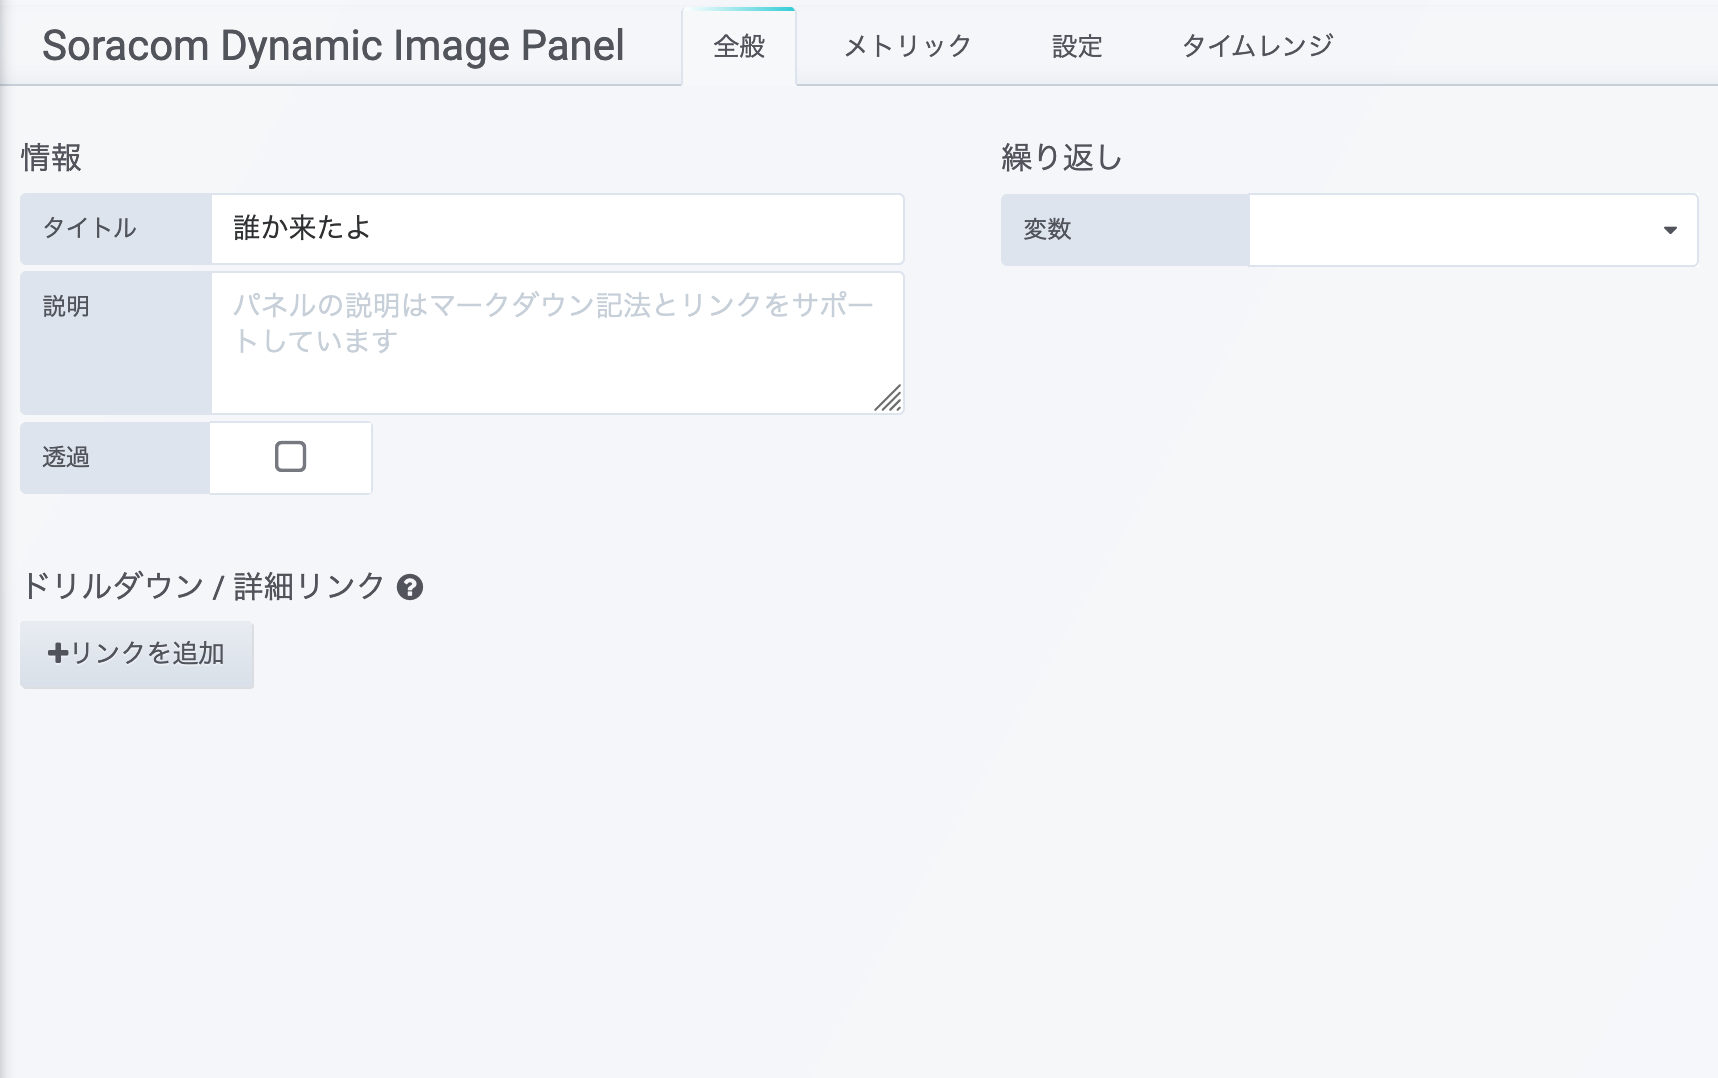 Soracom Dynamic Image Panel
全般
メトリック
設定
タイムレンジ
情報
タイトル
誰か来たよ
説明
パネルの説明はマークダウン記法とリンクをサポー
トしています
透過
繰り返し
変数
ドリルダウン / 詳細リンク ?
+リンクを追加